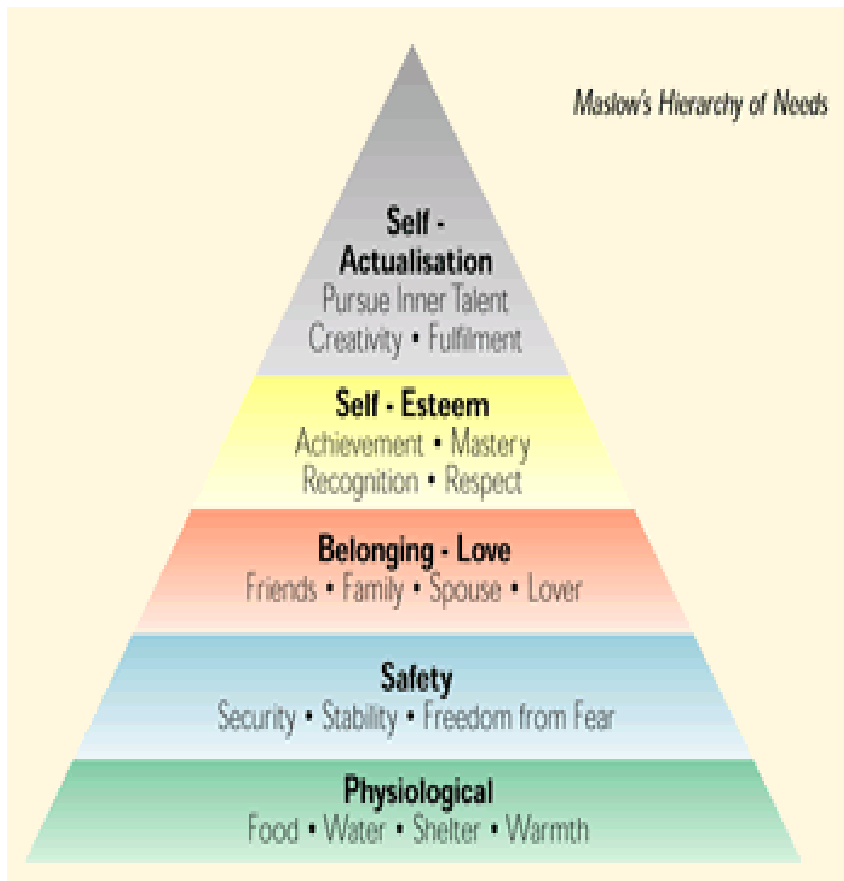 Maslow's Hierarchy of Needs
Self -
Actualisation
Pursue Inner Talent
Creativity • Fulfilment
Self - Esteem
Achievement • Mastery
Recognition • Respect
Belonging - Love
Friends • Family • Spouse • Lover
Safety
Security • Stability • Freedom from Fear
Physiological
Food • Water • Shelter • Warmth